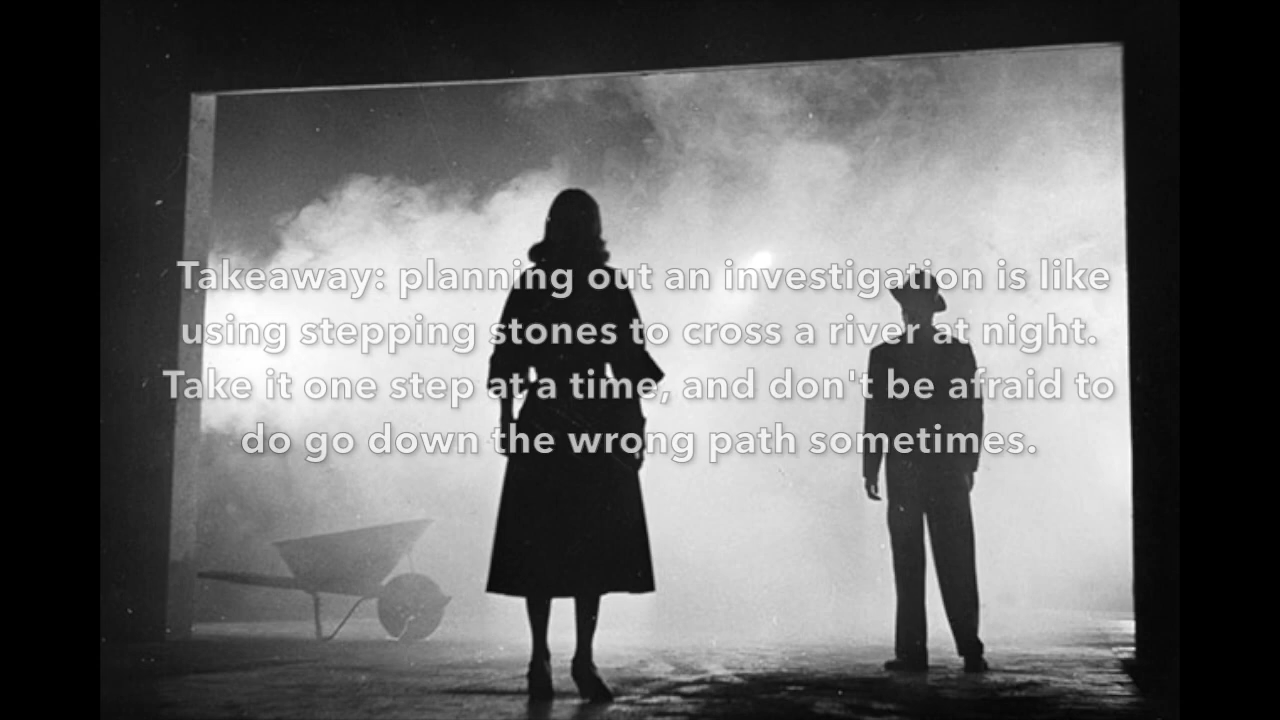 Takeaway: planning out an investigation is like
using stepping stones to cross a river at night.
Take it one step at a time, and don't be afraid to
do go down the wrong path sometimes.